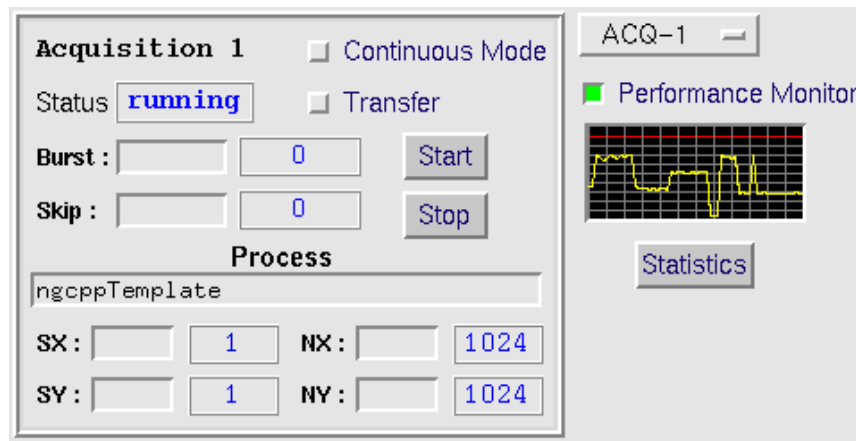 Acquisition 1
Continuous Mode
Status running
Transfer
Burst : 0
Start
Skip : 0
Stop
Process
ngcppTemplate
SX : 1 NX : 1024
SY : 1 NY : 1024
ACQ-1
Performance Monitor
Statistics